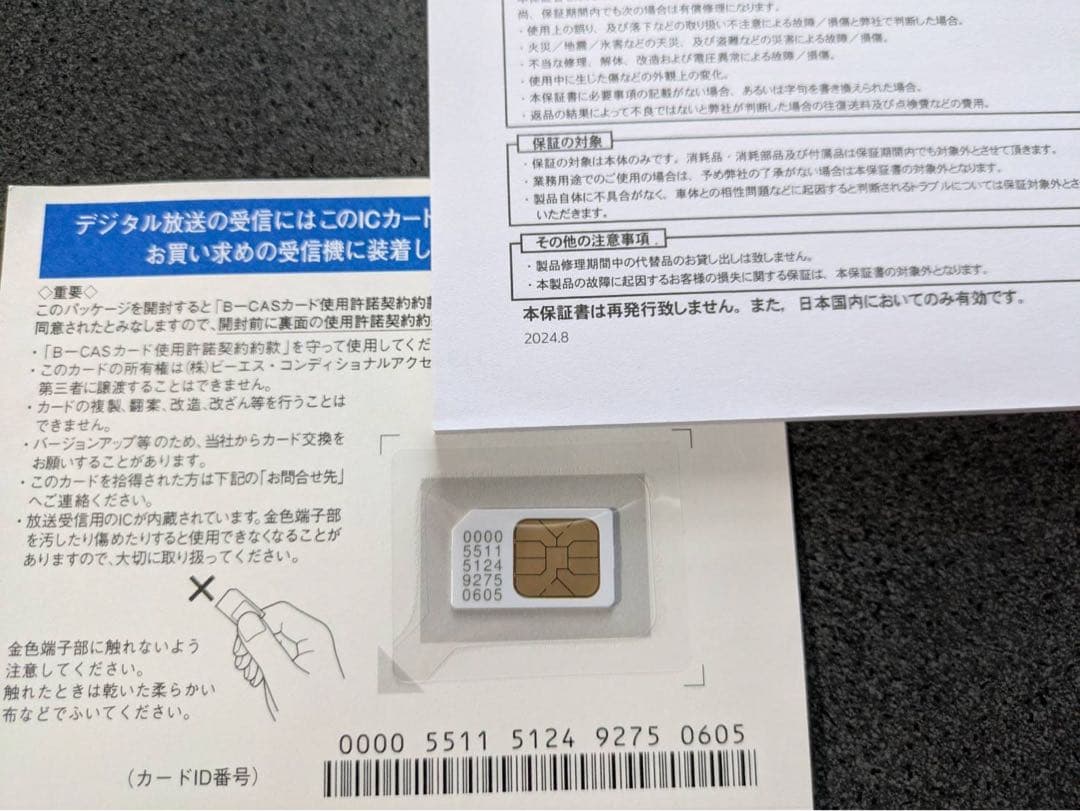 尚、保証期間内でも次の場合は有償修理になります。
・使用上の誤り、及び落下などの取り扱い不注意による故障／損傷と弊社で判断した場合。
・火災／地震／氷害などの天災、及び盗難などの災害による故障／損傷。
・不当な修理、解体、改造および電圧異常による故障／損傷。
・使用中に生じた傷などの外観上の変化。
・本保証書に必要事項の記載がない場合、あるいは字句を書き換えられた場合。
・返品の結果によって不良ではないと弊社が判断した場合の往復送料及び点検費などの費用。
保証の対象
・保証の対象は本体のみです。消耗品・消耗部品及び付属品は保証期間内でも対象外とさせて頂きます。
・業務用途でのご使用の場合は、予め弊社の了承がない場合は本保証書の対象外となります。
・製品自体に不具合がなく、車体との相性問題などに起因すると判断されるトラブルについては保証対象外とさ
いただきます。
その他の注意事項
・製品修理期間中の代替品のお貸し出しは致しません。
・本製品の故障に起因するお客様の損失に関する保証は、本保証書の対象外となります。
本保証書は再発行致しません。また、日本国内においてのみ有効です。
2024.8
デジタル放送の受信にはこのICカード
お買い求めの受信機に装着し
◇重要◇
このパッケージを開封すると「B－CASカード使用許諾契約約款
同意されたとみなしますので、開封前に裏面の使用許諾契約約
・「B－CASカード使用許諾契約約款」を守って使用してくだ
・このカードの所有権は（株）ビーエス・コンディショナルアクセ
第三者に譲渡することはできません。
・カードの複製、翻案、改造、改ざん等を行うことは
できません。
・バージョンアップ等のため、当社からカード交換を
お願いすることがあります。
・このカードを拾得された方は下記の「お問合せ先」
へご連絡ください。
・放送受信用のICが内蔵されています。金色端子部
を汚したり傷めたりすると使用できなくなることが
ありますので、大切に取り扱ってください。
金色端子部に触れないよう
注意してください。
触れたときは乾いた柔らかい
布などでふいてください。
0000
5511
5124
9275
0605
0000 5511 5124 9275 0605
（カードID番号）